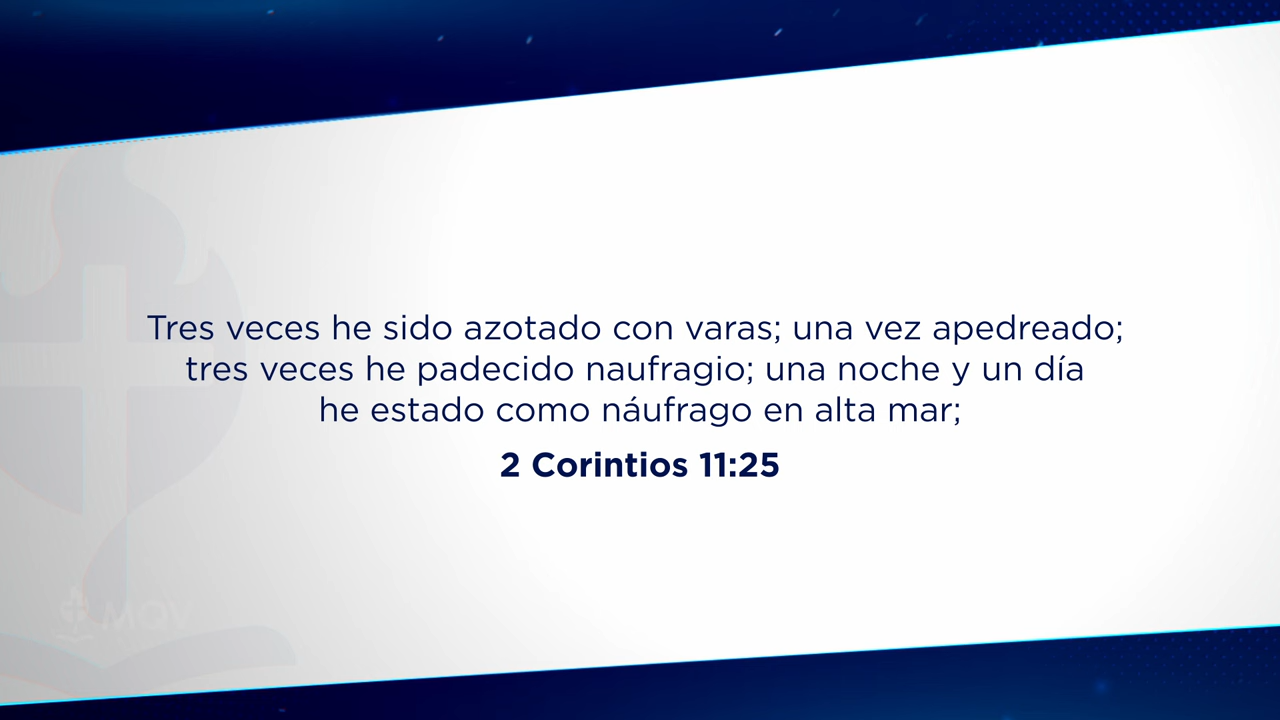 Tres veces he sido azotado con varas; una vez apedreado;
tres veces he padecido naufragio; una noche y un día
he estado como náufrago en alta mar;
2 Corintios 11:25
MQV